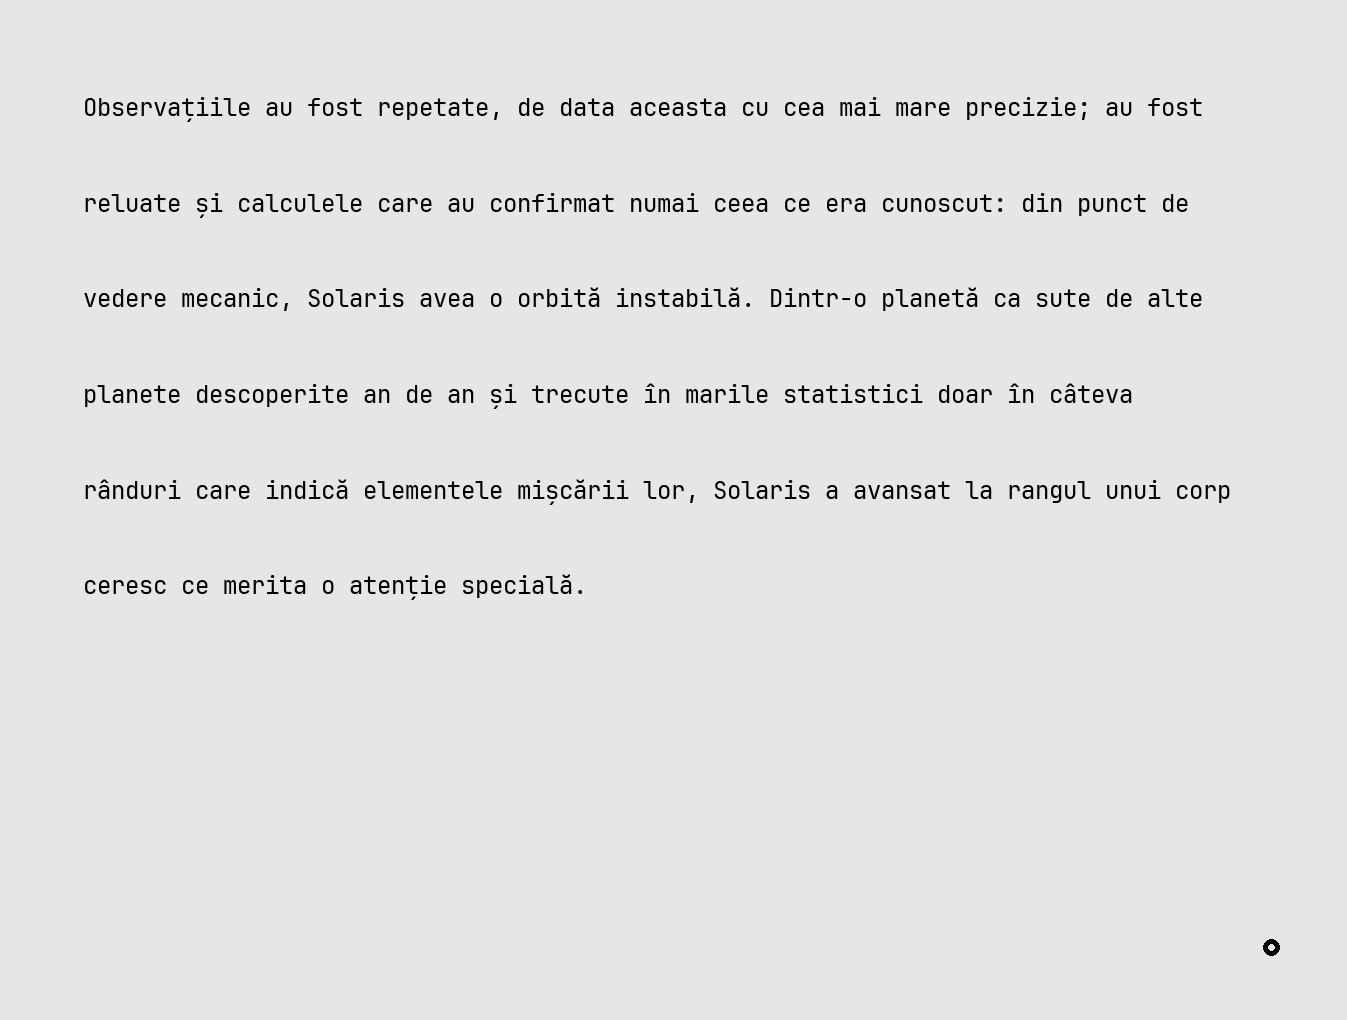 Observațiile au fost repetate, de data aceasta cu cea mai mare precizie; au fost
reluate și calculele care au confirmat numai ceea ce era cunoscut: din punct de
vedere mecanic, Solaris avea o orbită instabilă. Dintr-o planetă ca sute de alte
planete descoperite an de an și trecute în marile statistici doar în câteva
rânduri care indică elementele mișcării lor, Solaris a avansat la rangul unui corp
ceresc ce merita o atenție specială.